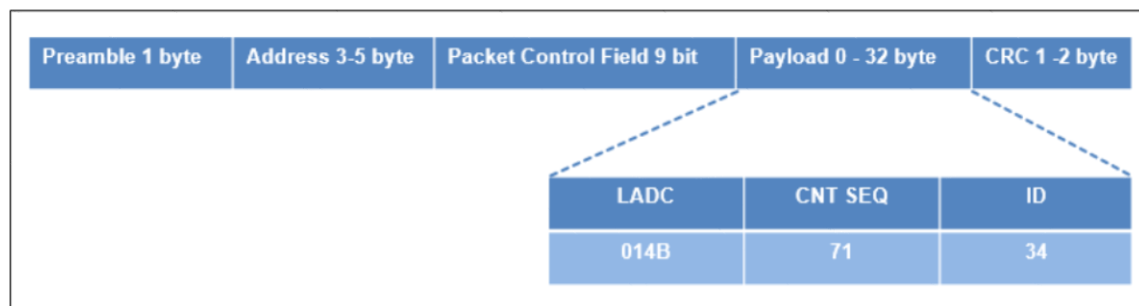 Preamble 1 byte Address 3-5 byte Packet Control Field 9 bit Payload 0 - 32 byte CRC 1 -2 byte
LADC CNT SEQ ID
014B 71 34